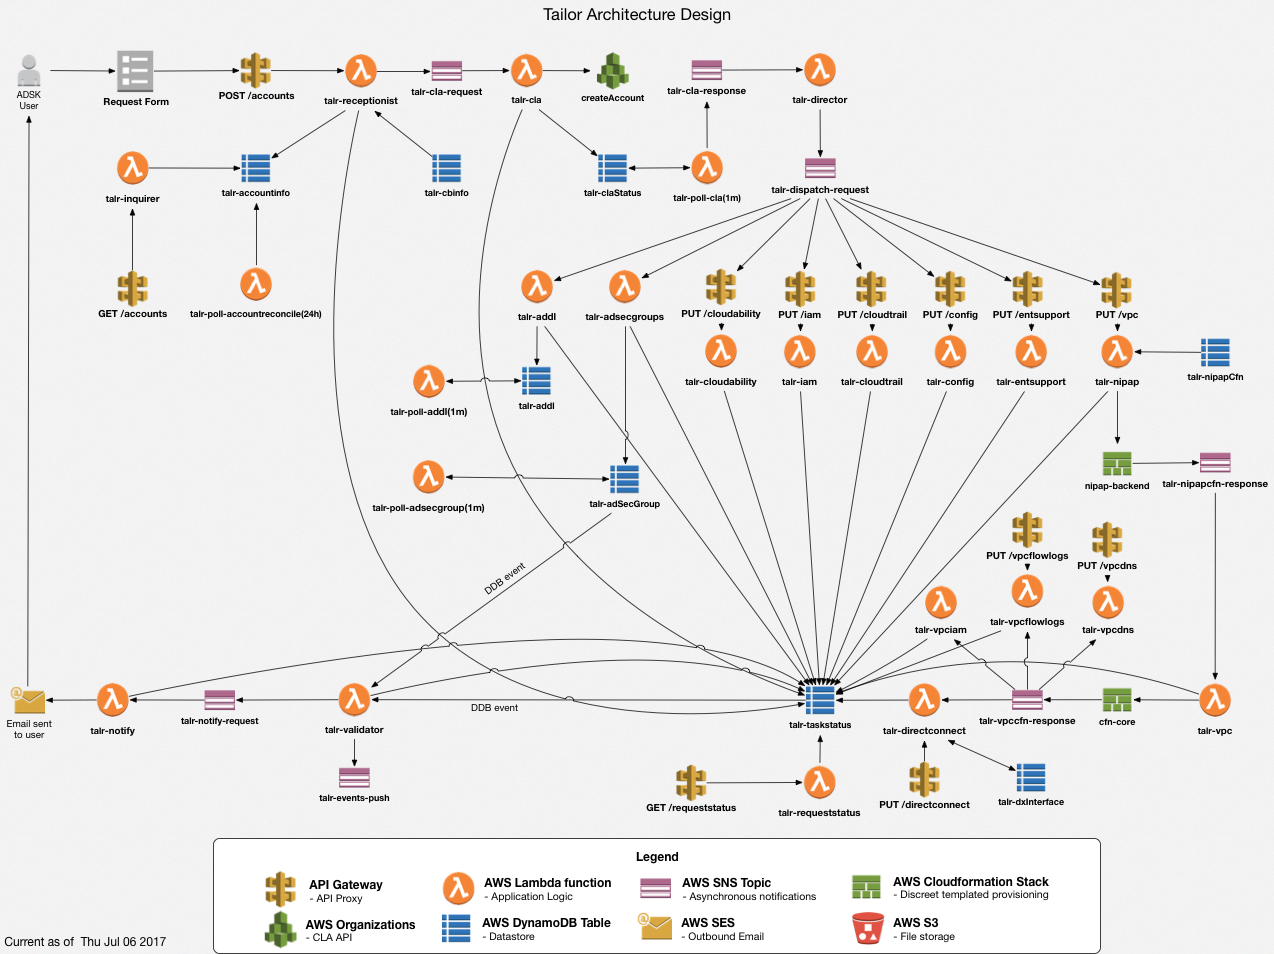 Tailor Architecture Design
ADSK
User
Request Form
POST /accounts
talr-receptionist
talr-cla-request
talr-cla
createAccount
talr-cla-response
talr-director
talr-inquirer
talr-accountinfo
talr-cbinfo
talr-claStatus
talr-poll-cla(1m)
talr-dispatch-request
GET /accounts
talr-poll-accountreconcile(24h)
talr-addl
talr-adsecgroups
PUT /cloudability
PUT /iam
PUT /cloudtrail
PUT /config
PUT /entsupport
PUT /vpc
talr-cloudability
talr-iam
talr-cloudtrail
talr-config
talr-entsupport
talr-nipap
talr-nipapCfn
talr-poll-addl(1m)
talr-addl
talr-poll-adsecgroup(1m)
talr-adSecGroup
nipap-backend
talr-nipapcfn-response
DDB event
PUT /vpcflowlogs
PUT /vpcdns
talr-vpciam
talr-vpcflowlogs
talr-vpcdns
Email sent
to user
talr-notify
talr-notify-request
talr-validator
DDB event
talr-taskstatus
talr-directconnect
talr-vpccfn-response
cfn-core
talr-vpc
talr-events-push
GET /requeststatus
talr-requeststatus
PUT /directconnect
talr-dxInterface
Legend
API Gateway
- API Proxy
AWS Lambda function
- Application Logic
AWS SNS Topic
- Asynchronous notifications
AWS Cloudformation Stack
- Discreet templated provisioning
AWS Organizations
- CLA API
AWS DynamoDB Table
- Datastore
AWS SES
- Outbound Email
AWS S3
- File storage
Current as of Thu Jul 06 2017